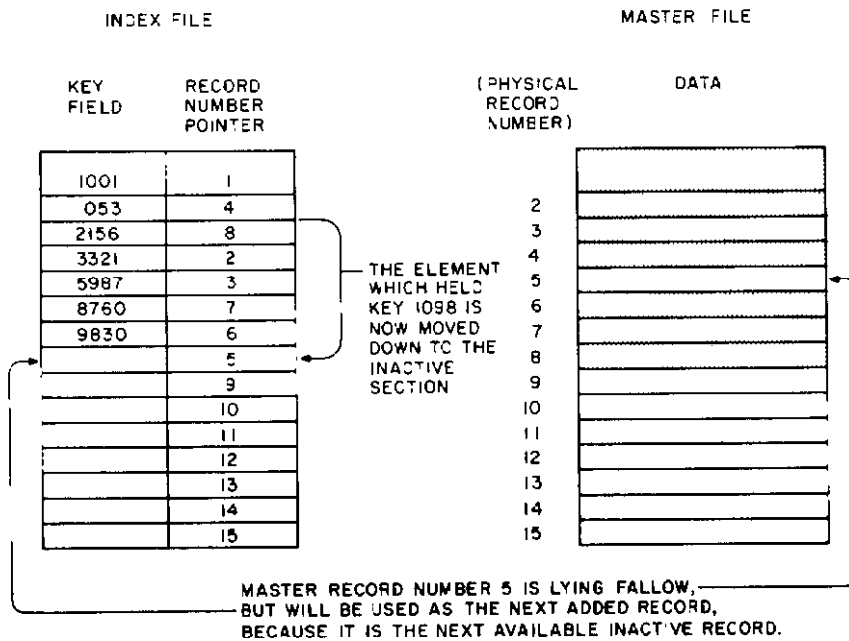 INDEX FILE
MASTER FILE
KEY FIELD
RECORD NUMBER POINTER
(PHYSICAL RECORD NUMBER)
DATA
1001 1
053 4
2156 8
3321 2
5987 3
8760 7
9830 6
5
9
10
11
12
13
14
15
THE ELEMENT
WHICH HELD
KEY 1098 IS
NOW MOVED
DOWN TO THE
INACTIVE
SECTION
2
3
4
5
6
7
8
9
10
11
12
13
14
15
MASTER RECORD NUMBER 5 IS LYING FALLOW,
BUT WILL BE USED AS THE NEXT ADDED RECORD,
BECAUSE IT IS THE NEXT AVAILABLE INACTIVE RECORD.